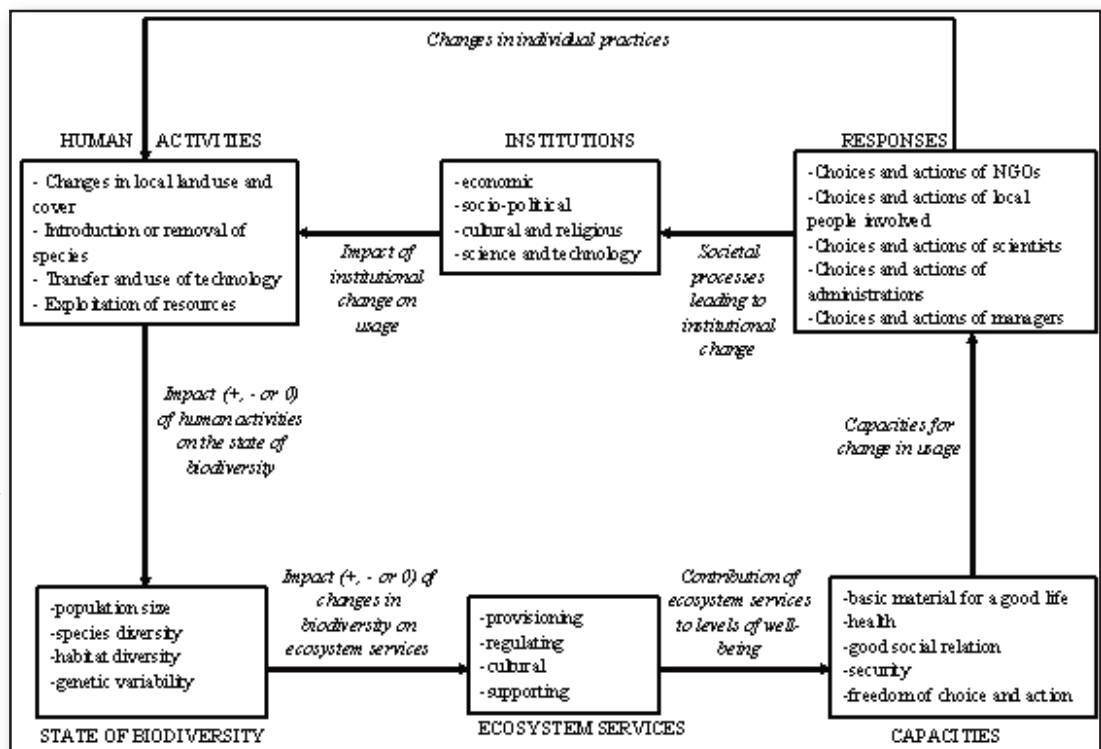 Changes in individual practices
HUMAN ACTIVITIES
- Changes in local land use and
cover
- Introduction or removal of
species
- Transfer and use of technology
- Exploitation of resources
Impact of
institutional
change on
usage
INSTITUTIONS
-economic
-socio-political
-cultural and religious
-science and technology
Societal
processes
leading to
institutional
change
RESPONSES
-Choices and actions of NGOs
-Choices and actions of local
people involved
-Choices and actions of scientists
-Choices and actions of
administrations
-Choices and actions of managers
Impact (+, - or 0)
of human activities
on the state of
biodiversity
Capacities for
change in usage
-population size
-species diversity
-habitat diversity
-genetic variability
STATE OF BIODIVERSITY
Impact (+, - or 0) of
changes in
biodiversity on
ecosystem services
-provisioning
-regulating
-cultural
-supporting
ECOSYSTEM SERVICES
Contribution of
ecosystem services
to levels of well-
being
-basic material for a good life
-health
-good social relation
-security
-freedom of choice and action
CAPACITIES